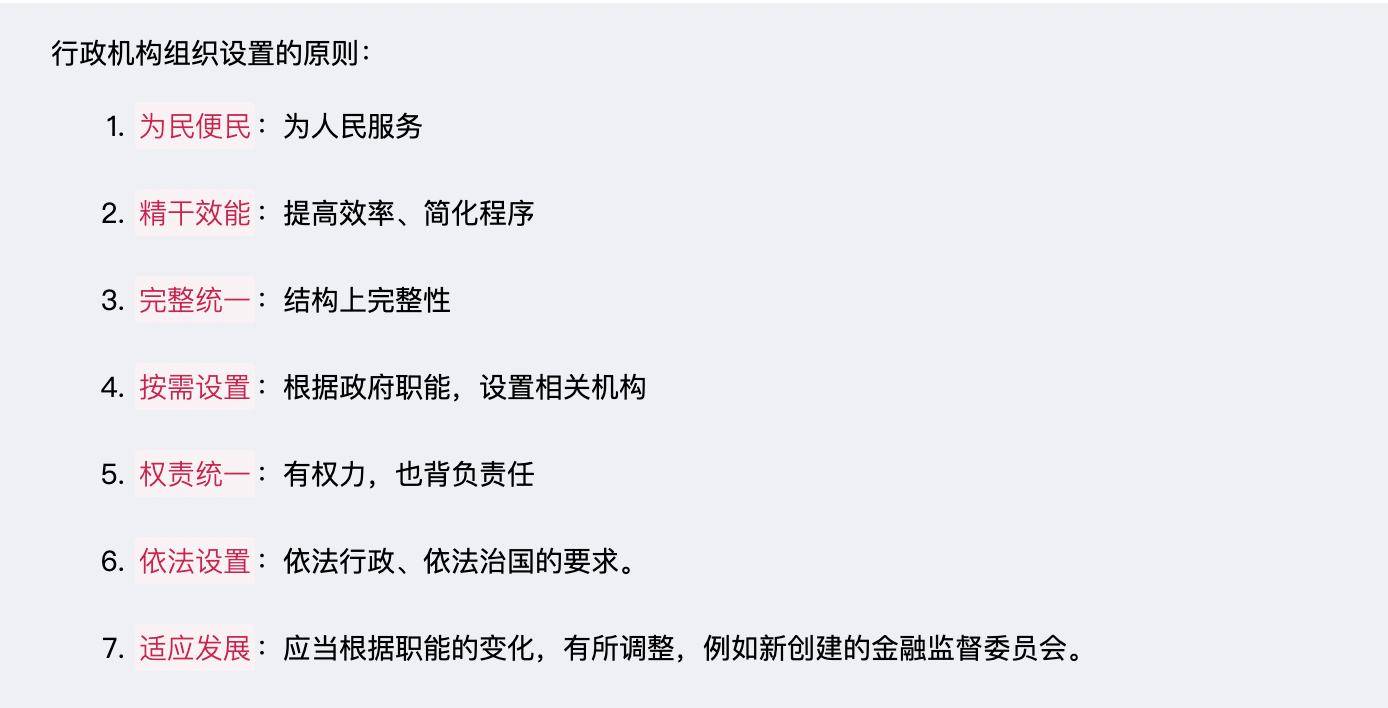 行政机构组织设置的原则：
1. 为民便民：为人民服务
2. 精干效能：提高效率、简化程序
3. 完整统一：结构上完整性
4. 按需设置：根据政府职能，设置相关机构
5. 权责统一：有权力，也背负责任
6. 依法设置：依法行政、依法治国的要求。
7. 适应发展：应当根据职能的变化，有所调整，例如新创建的金融监督委员会。